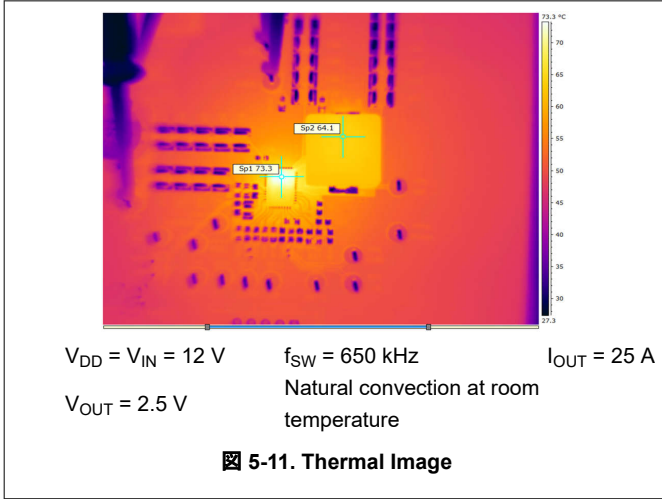 73.3 °C
70
65
Sp2 64.1
60
55
Sp1 73.3
50
45
40
35
30
27.3
V_DD = V_IN = 12 V f_SW = 650 kHz I_OUT = 25 A
V_OUT = 2.5 V Natural convection at room
temperature
図 5-11. Thermal Image